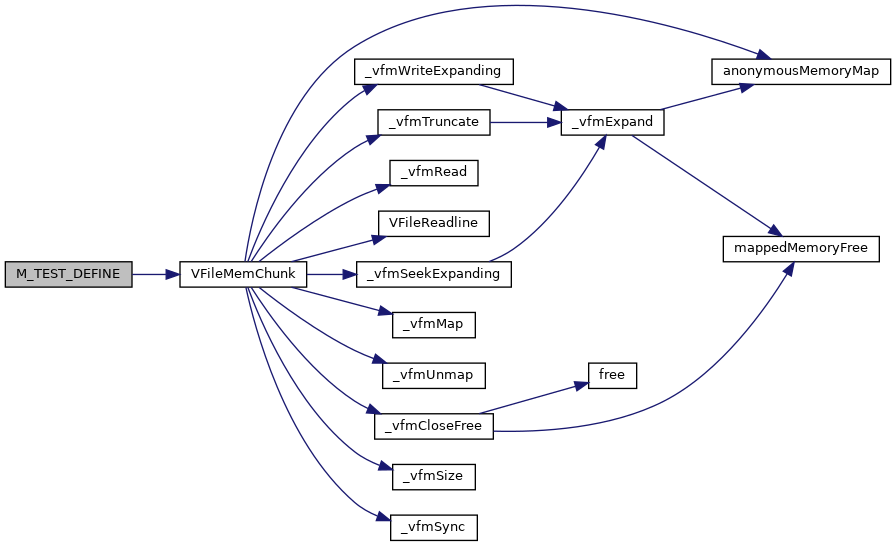 M_TEST_DEFINE
VFileMemChunk
_vfmWriteExpanding
_vfmTruncate
_vfmRead
VFileReadline
_vfmSeekExpanding
_vfmMap
_vfmUnmap
_vfmCloseFree
_vfmSize
_vfmSync
_vfmExpand
free
anonymousMemoryMap
mappedMemoryFree